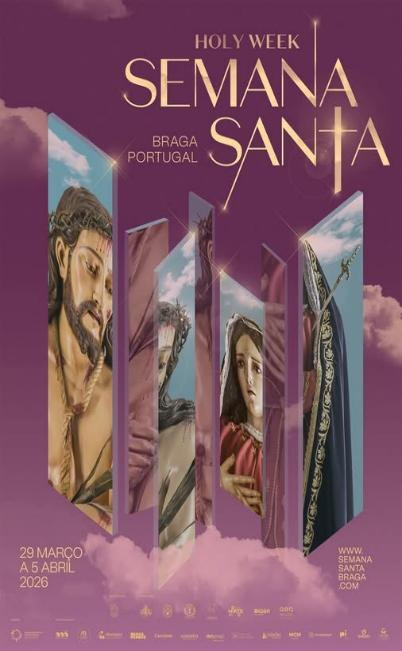 HOLY WEEK
SEMANA
SANTA
BRAGA
PORTUGAL
29 MARÇO
A 5 ABRIL
2026
WWW.
SEMANA
SANTA
BRAGA
.COM